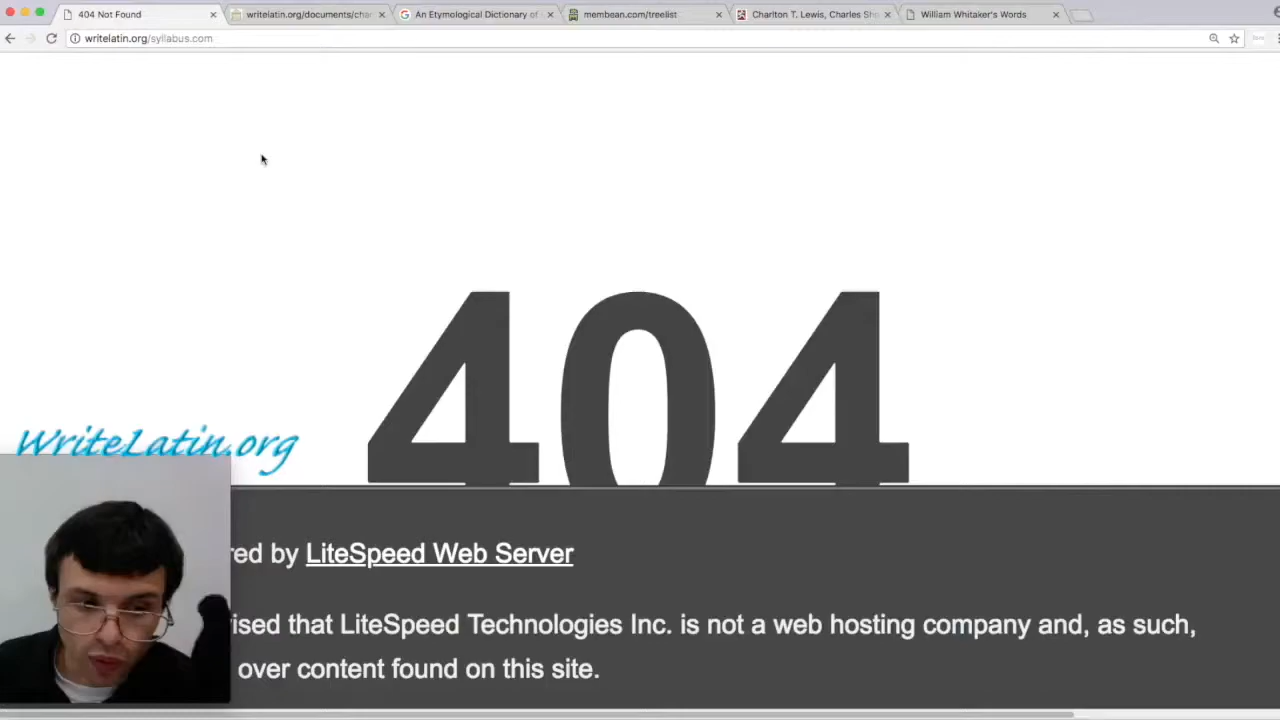 404 Not Found
writelatin.org/documents/cha
An Etymological Dictionary of
membean.com/treelist
Charlton T. Lewis, Charles Sho
William Whitaker's Words
writelatin.org/syllabus.com
404
WriteLatin.org
red by LiteSpeed Web Server
ised that LiteSpeed Technologies Inc. is not a web hosting company and, as such,
over content found on this site.